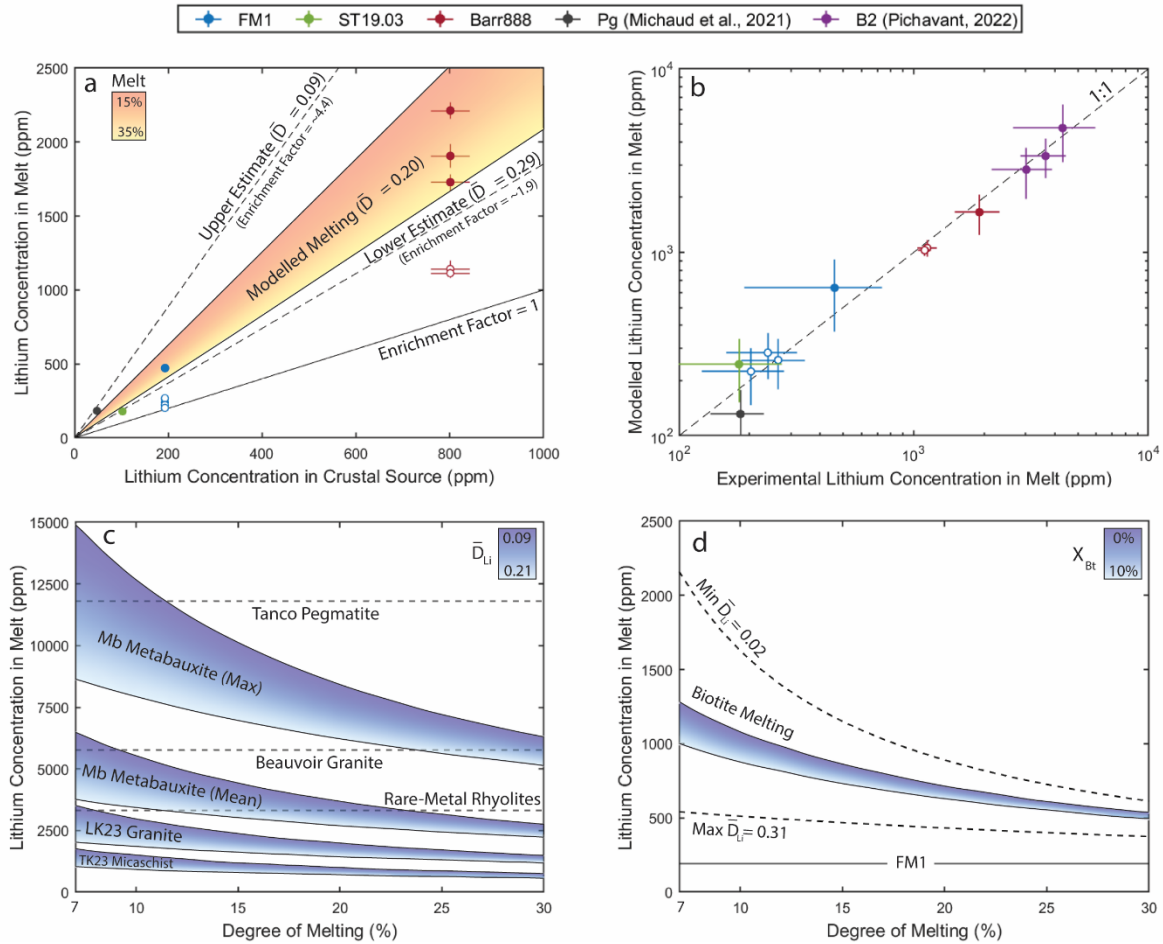 FM1 ST19.03 Barr888 Pg (Michaud et al., 2021) B2 (Pichavant, 2022)
a
Melt
15%
35%
Upper Estimate (D̄ = 0.09)
(Enrichment Factor = ~4.4)
Modelled Melting (D̄ = 0.20)
Lower Estimate (D̄ = 0.29)
(Enrichment Factor = ~1.9)
Enrichment Factor = 1
2500
2000
1500
1000
500
0
0 200 400 600 800 1000
Lithium Concentration in Melt (ppm)
Lithium Concentration in Crustal Source (ppm)
b
1:1
10⁴
10³
10²
10² 10³ 10⁴
Modelled Lithium Concentration in Melt (ppm)
Experimental Lithium Concentration in Melt (ppm)
c
D̄Li
0.09
0.21
Tanco Pegmatite
Mb Metabauxite (Max)
Beauvoir Granite
Mb Metabauxite (Mean)
Rare-Metal Rhyolites
LK23 Granite
TK23 Micaschist
15000
12500
10000
7500
5000
2500
0
7 10 15 20 25 30
Lithium Concentration in Melt (ppm)
Degree of Melting (%)
d
XBt
0%
10%
Min D̄Li = 0.02
Biotite Melting
Max D̄Li = 0.31
FM1
2500
2000
1500
1000
500
0
7 10 15 20 25 30
Lithium Concentration in Melt (ppm)
Degree of Melting (%)